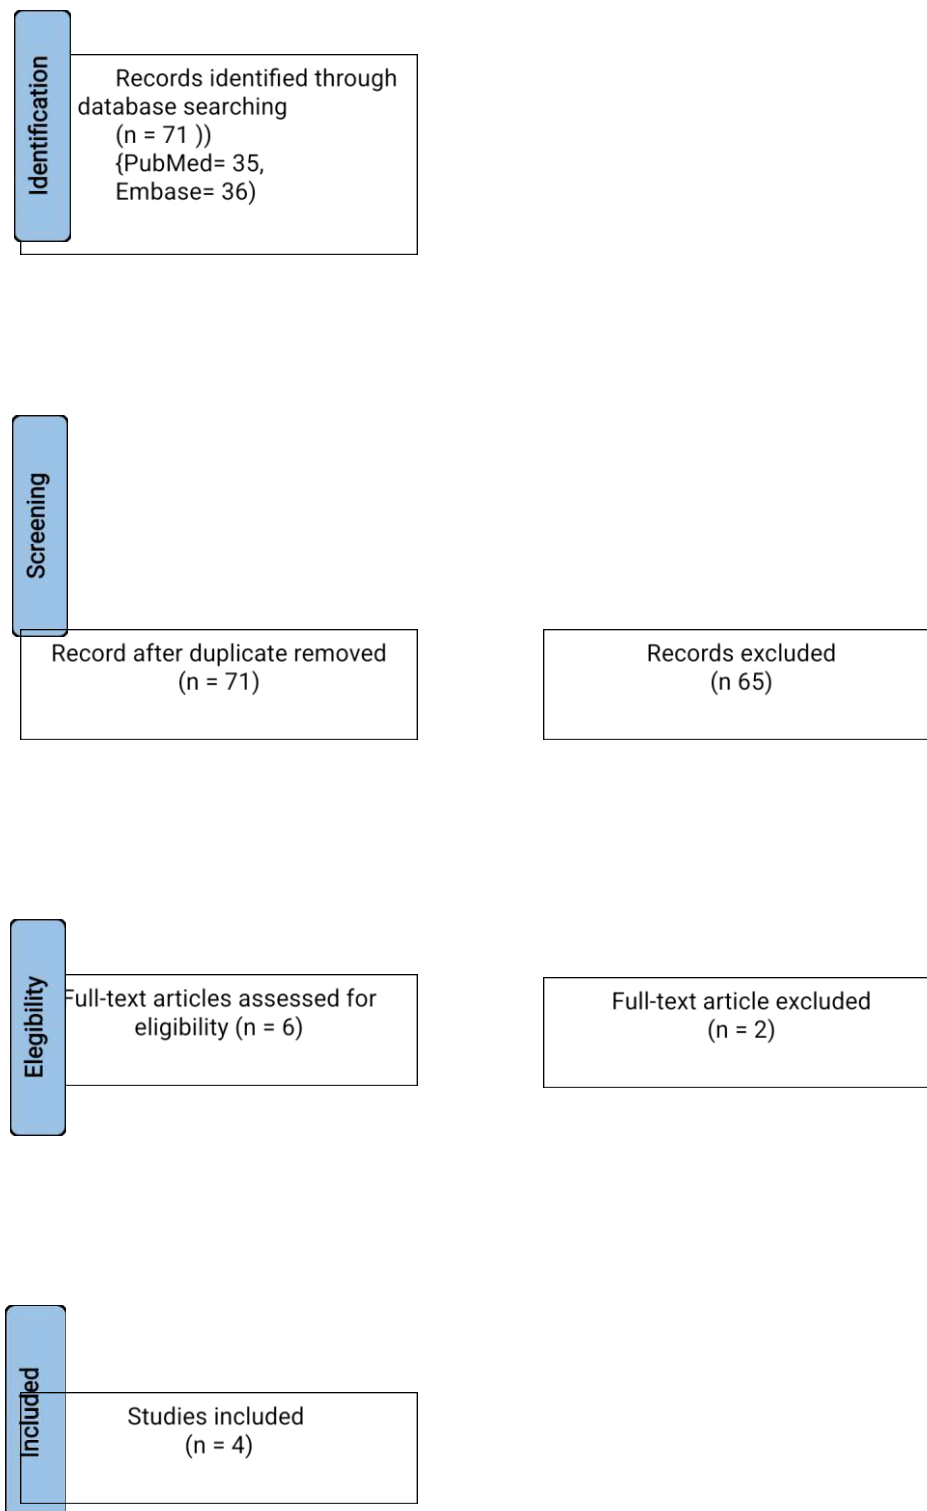 Identification
Records identified through
database searching
(n = 71 ))
{PubMed= 35,
Embase= 36)
Screening
Record after duplicate removed
(n = 71)
Records excluded
(n 65)
Elegibility
Full-text articles assessed for
eligibility (n = 6)
Full-text article excluded
(n = 2)
Included
Studies included
(n = 4)